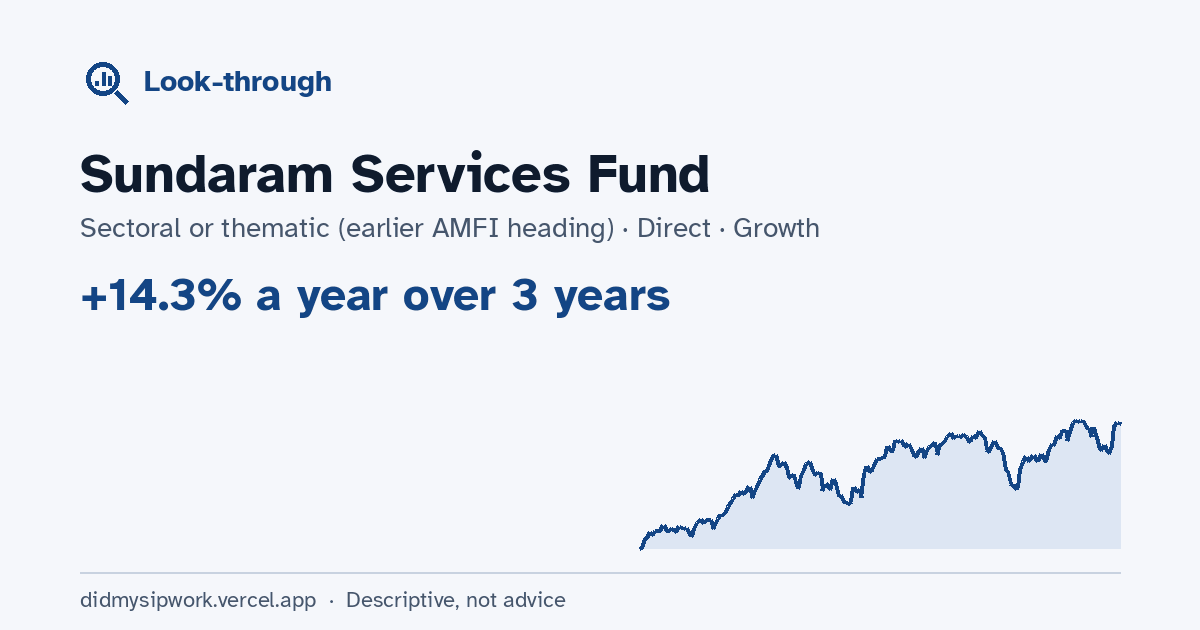 Look-through
Sundaram Services Fund
Sectoral or thematic (earlier AMFI heading) · Direct · Growth
+14.3% a year over 3 years
didmysipwork.vercel.app · Descriptive, not advice